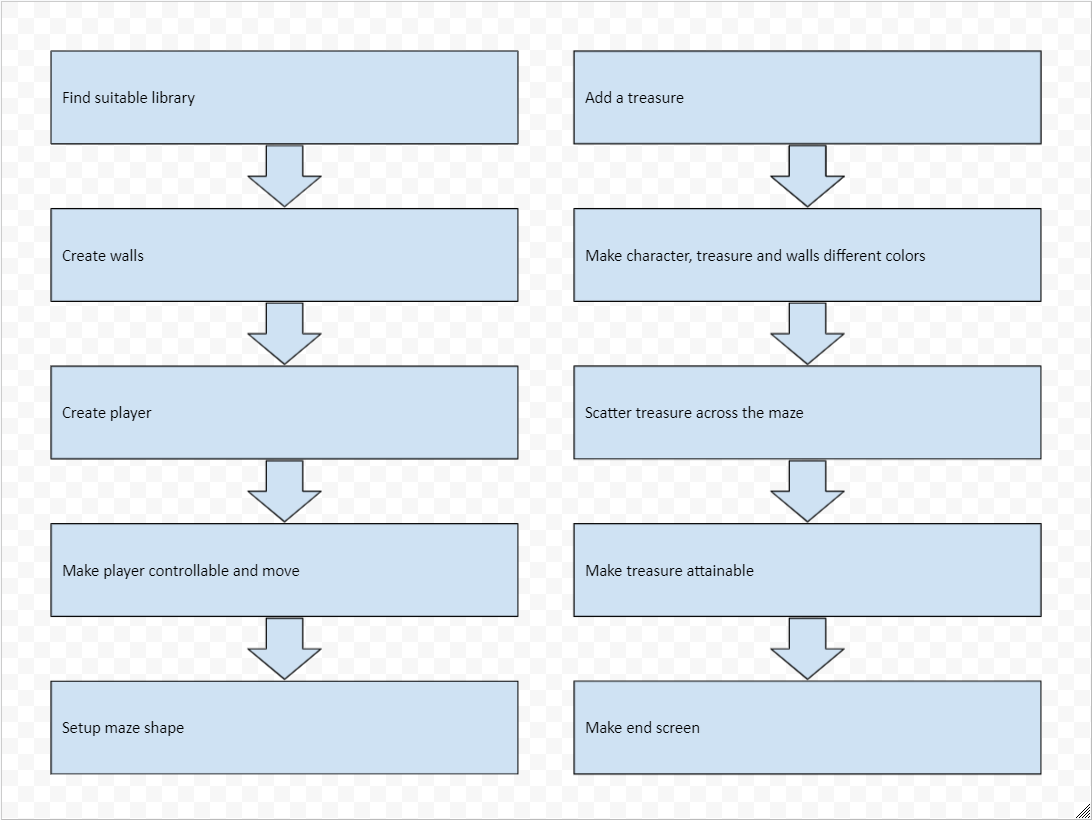 Find suitable library
Create walls
Create player
Make player controllable and move
Setup maze shape
Add a treasure
Make character, treasure and walls different colors
Scatter treasure across the maze
Make treasure attainable
Make end screen